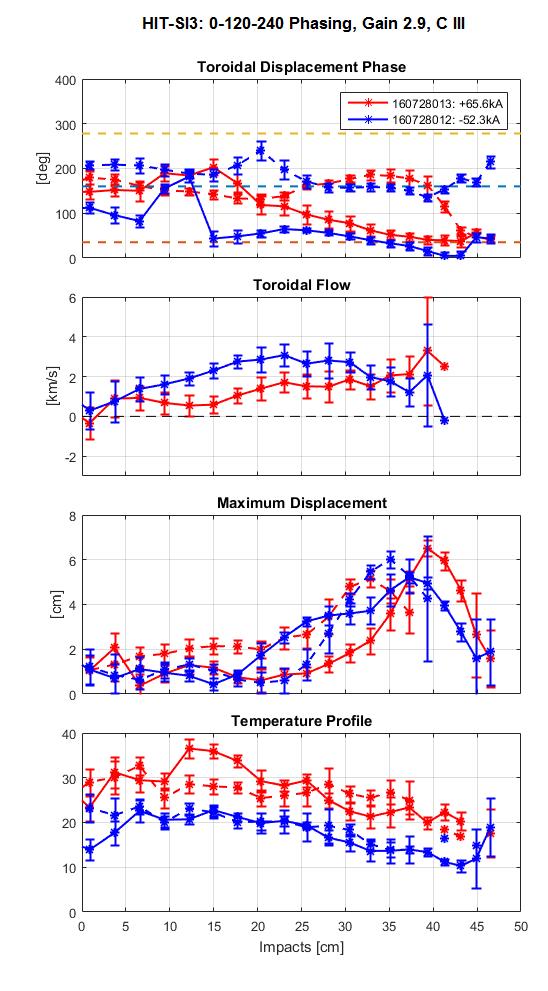 HIT-SI3: 0-120-240 Phasing, Gain 2.9, C III
Toroidal Displacement Phase
400
300
200
100
0
[deg]
160728013: +65.6kA
160728012: -52.3kA
Toroidal Flow
6
4
2
0
-2
[km/s]
Maximum Displacement
8
6
4
2
0
[cm]
Temperature Profile
40
30
20
10
0
0 5 10 15 20 25 30 35 40 45 50
Impacts [cm]